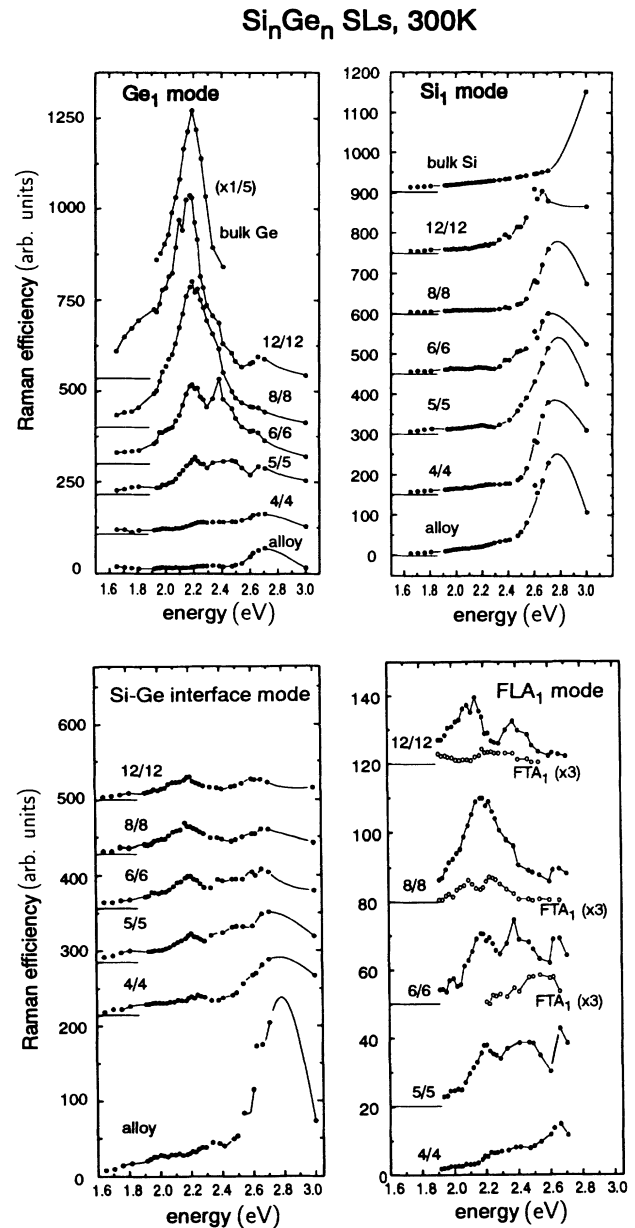 SinGen SLs, 300K
Ge1 mode
Raman efficiency (arb. units)
1250
1000
750
500
250
0
(x1/5)
bulk Ge
12/12
8/8
6/6
5/5
4/4
alloy
1.6 1.8 2.0 2.2 2.4 2.6 2.8 3.0
energy (eV)
Si1 mode
1200
1100
1000
900
800
700
600
500
400
300
200
100
0
bulk Si
12/12
8/8
6/6
5/5
4/4
alloy
1.6 1.8 2.0 2.2 2.4 2.6 2.8 3.0
energy (eV)
Si-Ge interface mode
Raman efficiency (arb. units)
600
500
400
300
200
100
0
12/12
8/8
6/6
5/5
4/4
alloy
1.6 1.8 2.0 2.2 2.4 2.6 2.8 3.0
energy (eV)
FLA1 mode
140
120
100
80
60
40
20
0
12/12
FTA1 (x3)
8/8
FTA1 (x3)
6/6
FTA1 (x3)
5/5
4/4
1.6 1.8 2.0 2.2 2.4 2.6 2.8 3.0
energy (eV)